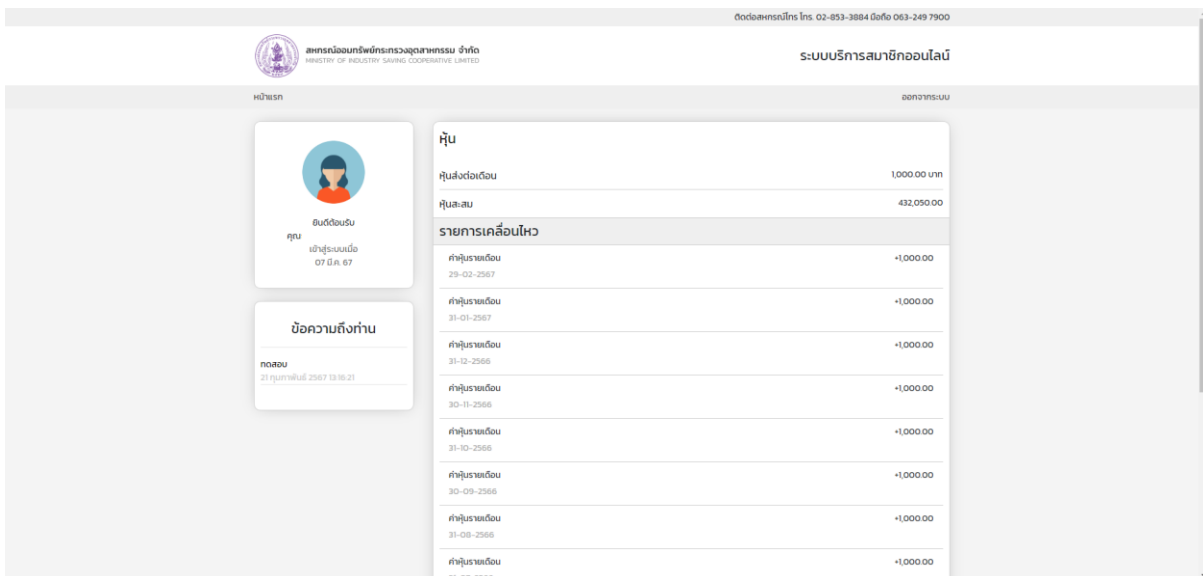 ติดต่อสหกรณ์โทร โทร. 02-853-3884 มือถือ 063-249 7900
สหกรณ์ออมทรัพย์กระทรวงอุตสาหกรรม จำกัด
MINISTRY OF INDUSTRY SAVING COOPERATIVE LIMITED
ระบบบริการสมาชิกออนไลน์
หน้าแรก
ออกจากระบบ
ยินดีต้อนรับ
คุณ
เข้าสู่ระบบเมื่อ
07 มี.ค. 67
ข้อความถึงท่าน
ทดสอบ
21 กุมภาพันธ์ 2567 13:16:21
หุ้น
หุ้นส่งต่อเดือน 1,000.00 บาท
หุ้นสะสม 432,050.00
รายการเคลื่อนไหว
ค่าหุ้นรายเดือน +1,000.00
29-02-2567
ค่าหุ้นรายเดือน +1,000.00
31-01-2567
ค่าหุ้นรายเดือน +1,000.00
31-12-2566
ค่าหุ้นรายเดือน +1,000.00
30-11-2566
ค่าหุ้นรายเดือน +1,000.00
31-10-2566
ค่าหุ้นรายเดือน +1,000.00
30-09-2566
ค่าหุ้นรายเดือน +1,000.00
31-08-2566
ค่าหุ้นรายเดือน +1,000.00